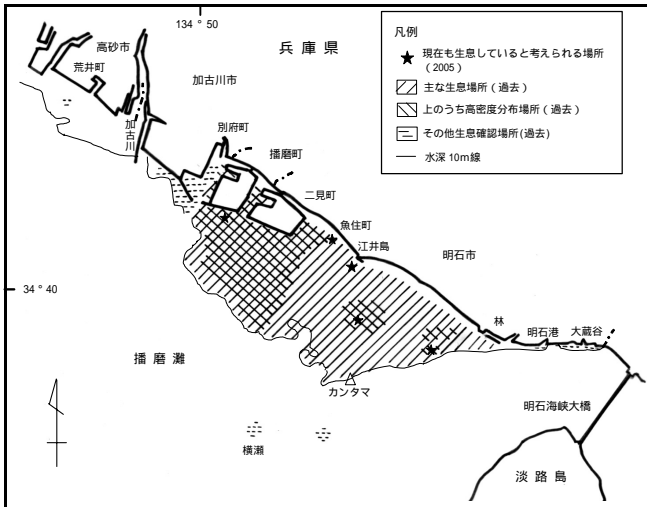 134°50
兵庫県
高砂市
荒井町
加古川市
加古川
別府町
播磨町
二見町
魚住町
江井島
明石市
34°40
林
明石港
大蔵谷
播磨灘
カンタマ
明石海峡大橋
横瀬
淡路島
凡例
現在も生息していると考えられる場所
(2005)
主な生息場所(過去)
上のうち高密度分布場所(過去)
その他生息確認場所(過去)
水深10m線